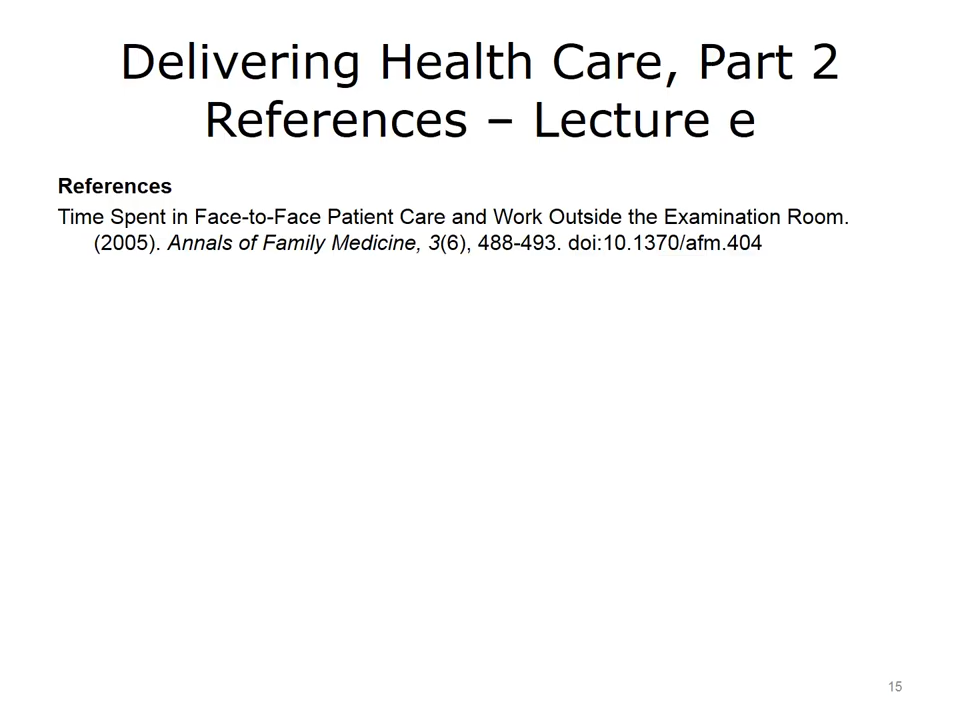 Delivering Health Care, Part 2
References – Lecture e
References
Time Spent in Face-to-Face Patient Care and Work Outside the Examination Room.
(2005). Annals of Family Medicine, 3(6), 488-493. doi:10.1370/afm.404
15